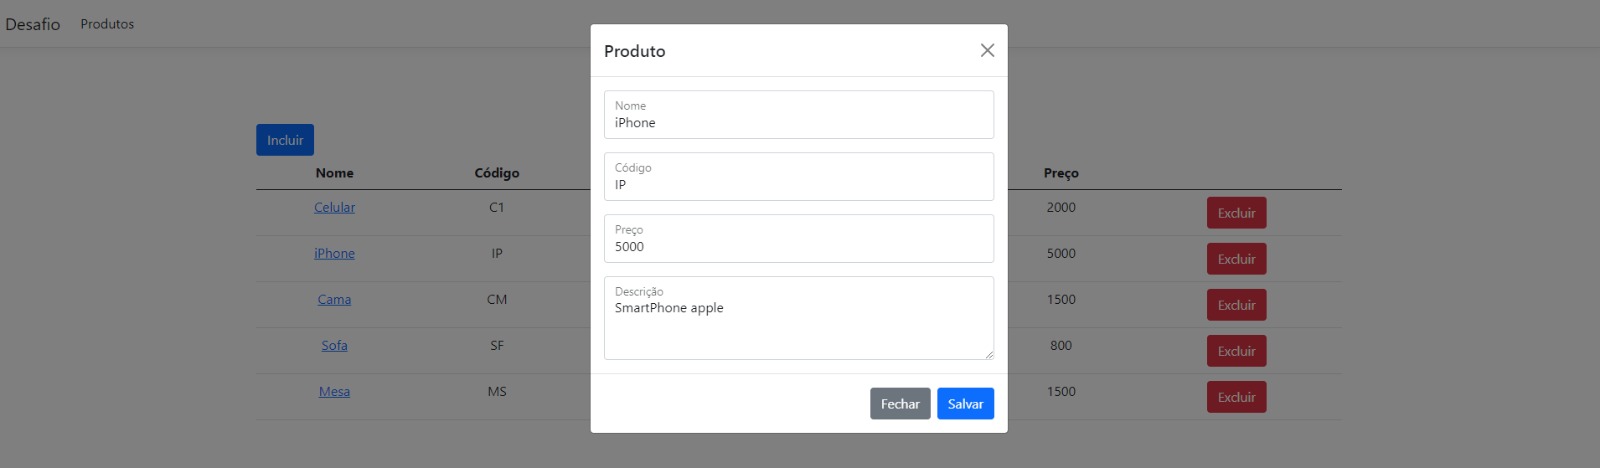 Desafio Produtos
Produto
Nome
iPhone
Código
IP
Preço
5000
Descrição
SmartPhone apple
Fechar Salvar
Incluir
Nome Código Preço
Celular C1 2000 Excluir
iPhone IP 5000 Excluir
Cama CM 1500 Excluir
Sofa SF 800 Excluir
Mesa MS 1500 Excluir